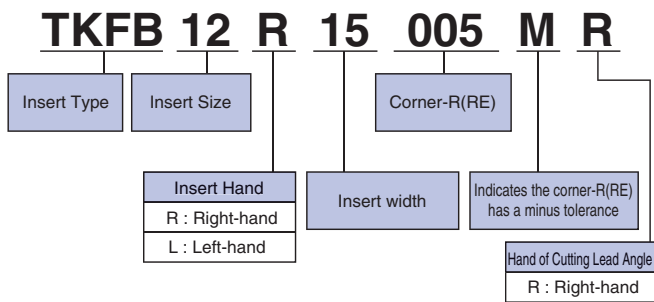 TKFB 12 R 15 005 M R
Insert Type
Insert Size
Corner-R(RE)
Insert Hand
R : Right-hand
L : Left-hand
Insert width
Indicates the corner-R(RE)
has a minus tolerance
Hand of Cutting Lead Angle
R : Right-hand